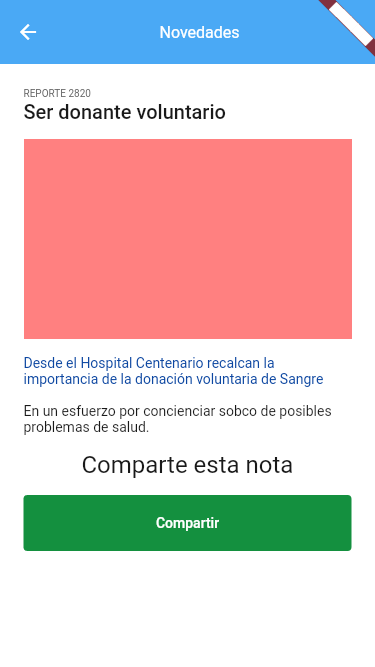 Novedades
REPORTE 2820
Ser donante voluntario
Desde el Hospital Centenario recalcan la
importancia de la donación voluntaria de Sangre
En un esfuerzo por concienciar sobco de posibles
problemas de salud.
Comparte esta nota
Compartir